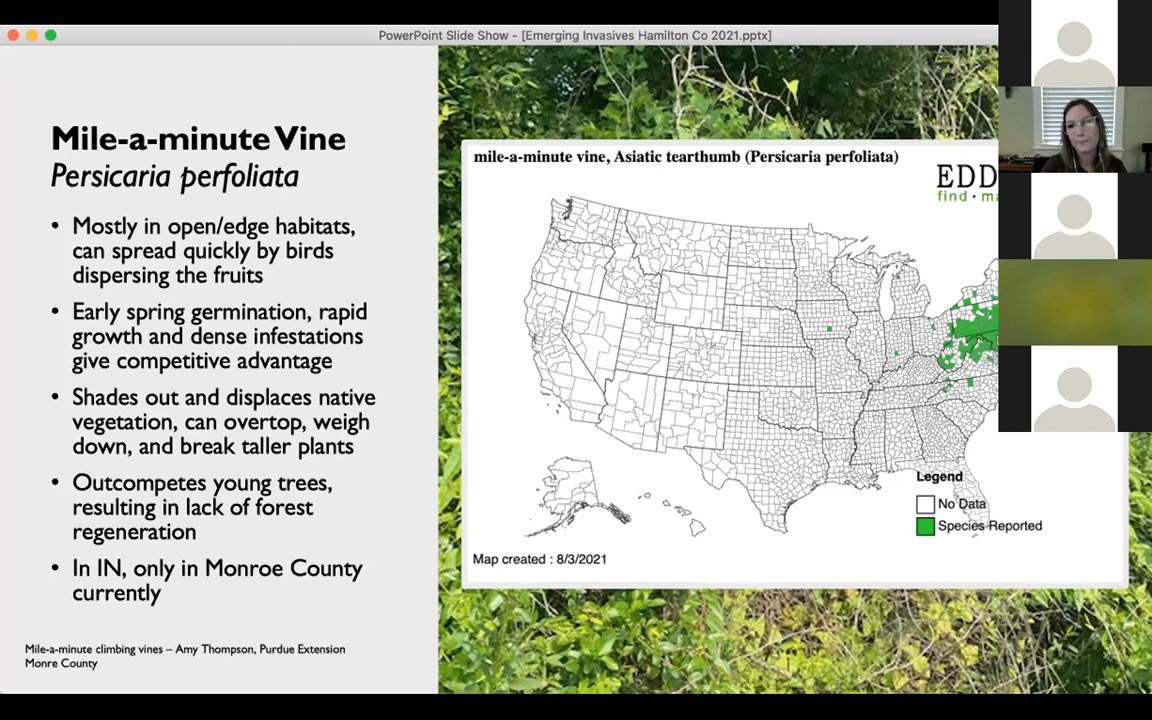 PowerPoint Slide Show - [Emerging Invasives Hamilton Co 2021.pptx]
Mile-a-minute Vine
Persicaria perfoliata
• Mostly in open/edge habitats,
can spread quickly by birds
dispersing the fruits
• Early spring germination, rapid
growth and dense infestations
give competitive advantage
• Shades out and displaces native
vegetation, can overtop, weigh
down, and break taller plants
• Outcompetes young trees,
resulting in lack of forest
regeneration
• In IN, only in Monroe County
currently
Mile-a-minute climbing vines – Amy Thompson, Purdue Extension
Monre County
mile-a-minute vine, Asiatic tearthumb (Persicaria perfoliata)
EDD
find • ma
Legend
No Data
Species Reported
Map created : 8/3/2021